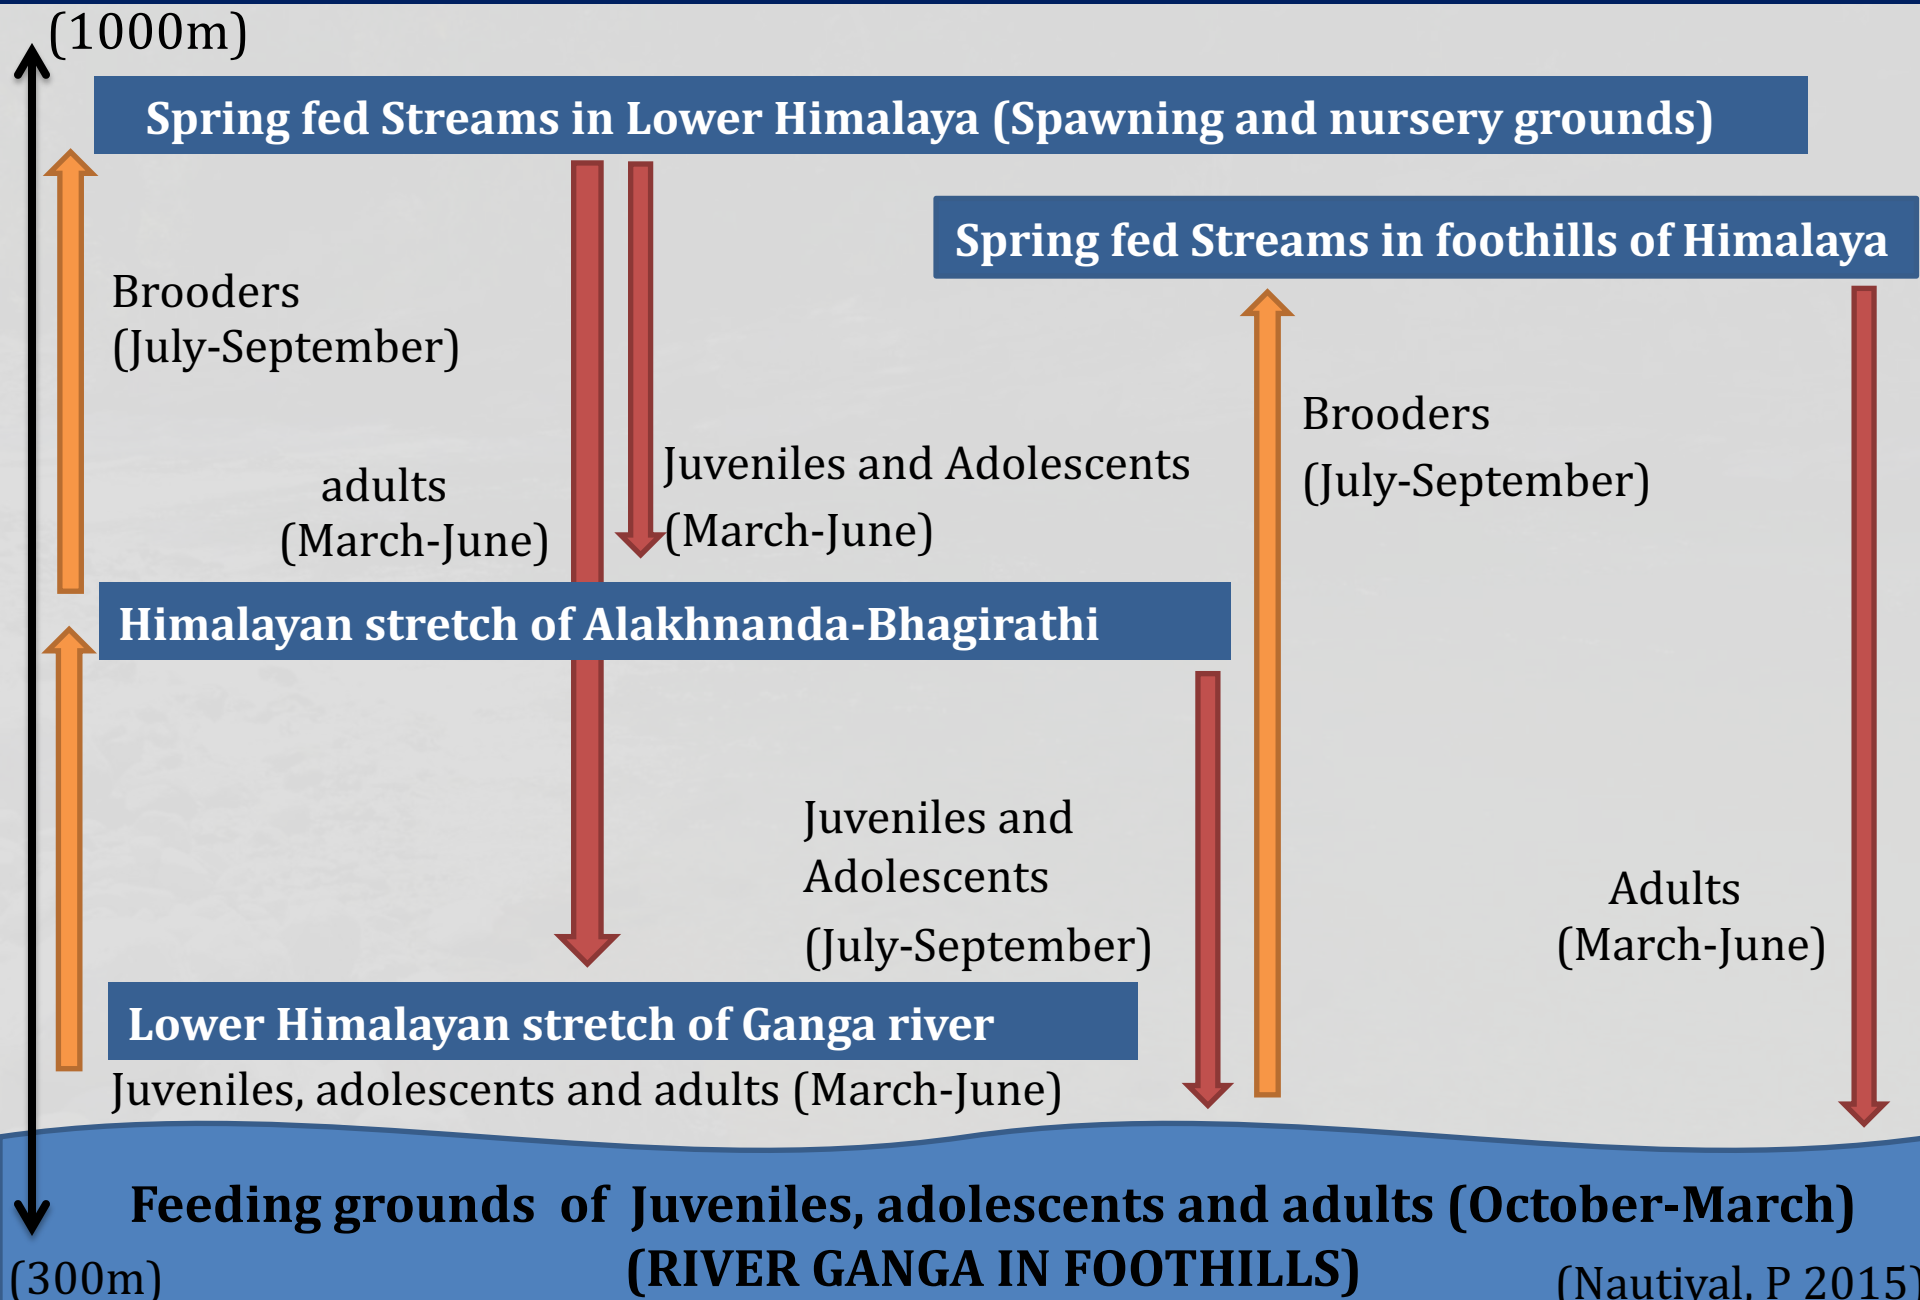 (1000m)
Spring fed Streams in Lower Himalaya (Spawning and nursery grounds)
Spring fed Streams in foothills of Himalaya
Brooders
(July-September)
adults
(March-June)
Juveniles and Adolescents
(March-June)
Brooders
(July-September)
Himalayan stretch of Alakhnanda-Bhagirathi
Juveniles and
Adolescents
(July-September)
Adults
(March-June)
Lower Himalayan stretch of Ganga river
Juveniles, adolescents and adults (March-June)
Feeding grounds of Juveniles, adolescents and adults (October-March)
(RIVER GANGA IN FOOTHILLS)
(300m)
(Nautiyal, P 2015)